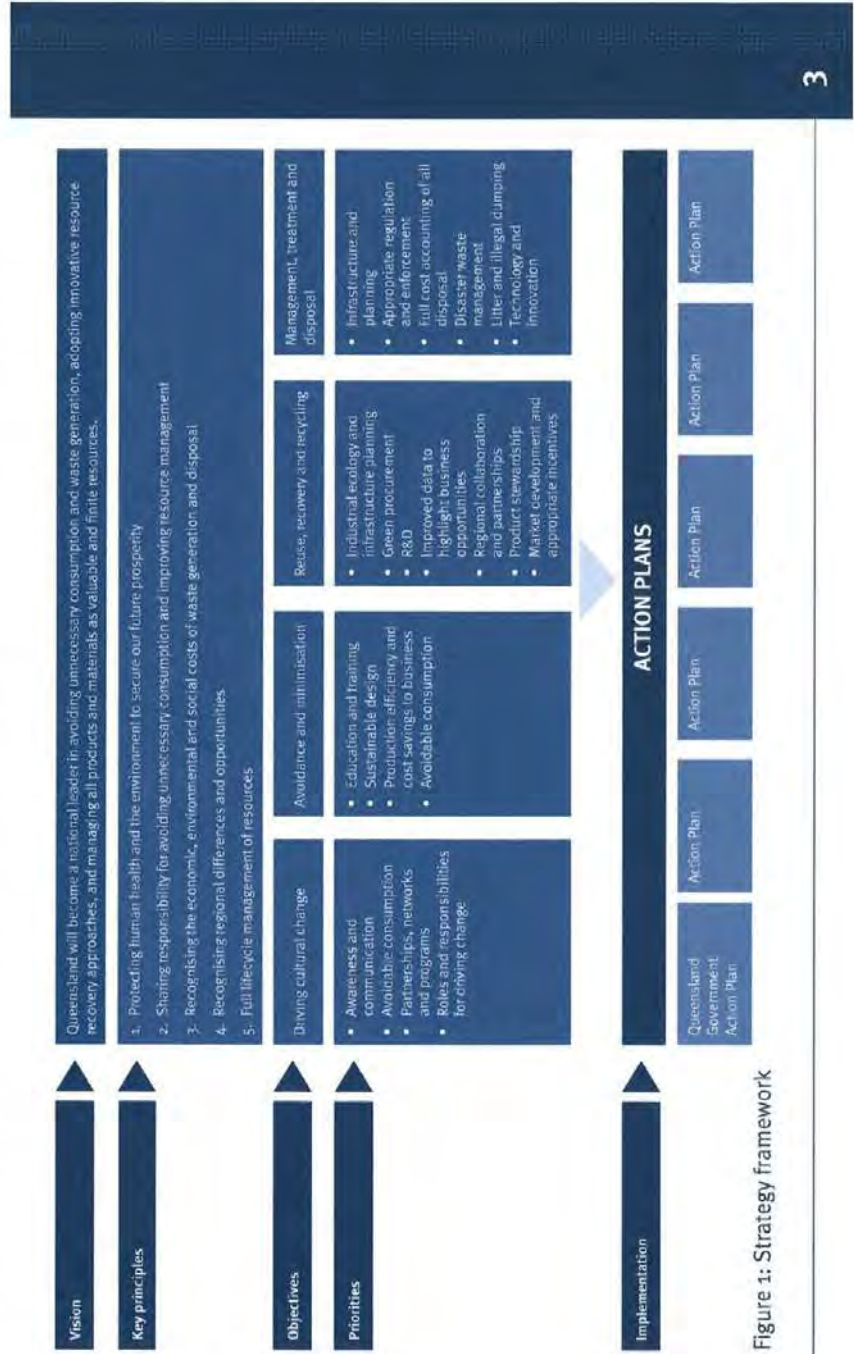 Vision
Queensland will become a national leader in avoiding unnecessary consumption and waste generation, adopting innovative resource
recovery approaches, and managing all products and materials as valuable and finite resources.
Key principles
1. Protecting human health and the environment to secure our future prosperity
2. Sharing responsibility for avoiding unnecessary consumption and improving resource management
3. Recognising the economic, environmental and social costs of waste generation and disposal
4. Recognising regional differences and opportunities
5. Full lifecycle management of resources
Objectives
Driving cultural change
Avoidance and minimisation
Reuse, recovery and recycling
Management, treatment and
disposal
Priorities
• Awareness and
communication
• Avoidable consumption
• Partnerships, networks
and programs
• Roles and responsibilities
for driving change
• Education and training
• Sustainable design
• Production efficiency and
cost savings to business
• Avoidable consumption
• Industrial ecology and
infrastructure planning
• Green procurement
• R&D
• Improved data to
highlight business
opportunities
• Regional collaboration
and partnerships
• Product stewardship
• Market development and
appropriate incentives
• Infrastructure and
planning
• Appropriate regulation
and enforcement
• Full cost accounting of all
disposal
• Disaster waste
management
• Litter and illegal dumping
• Technology and
innovation
Implementation
ACTION PLANS
Queensland
Government
Action Plan
Action Plan
Action Plan
Action Plan
Action Plan
Action Plan
Figure 1: Strategy framework
3